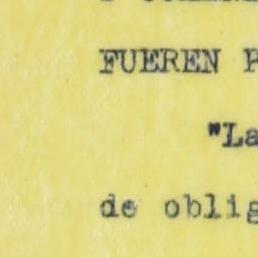 FUEREN P
"La
de oblig